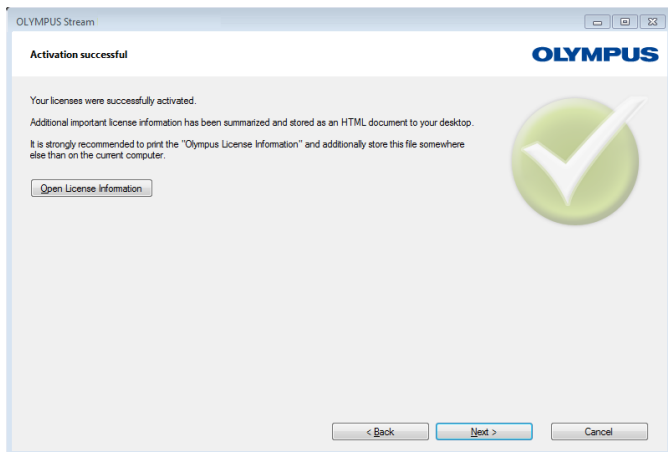 OLYMPUS Stream
Activation successful
OLYMPUS
Your licenses were successfully activated.
Additional important license information has been summarized and stored as an HTML document to your desktop.
It is strongly recommended to print the "Olympus License Information" and additionally store this file somewhere
else than on the current computer.
Open License Information
< Back
Next >
Cancel